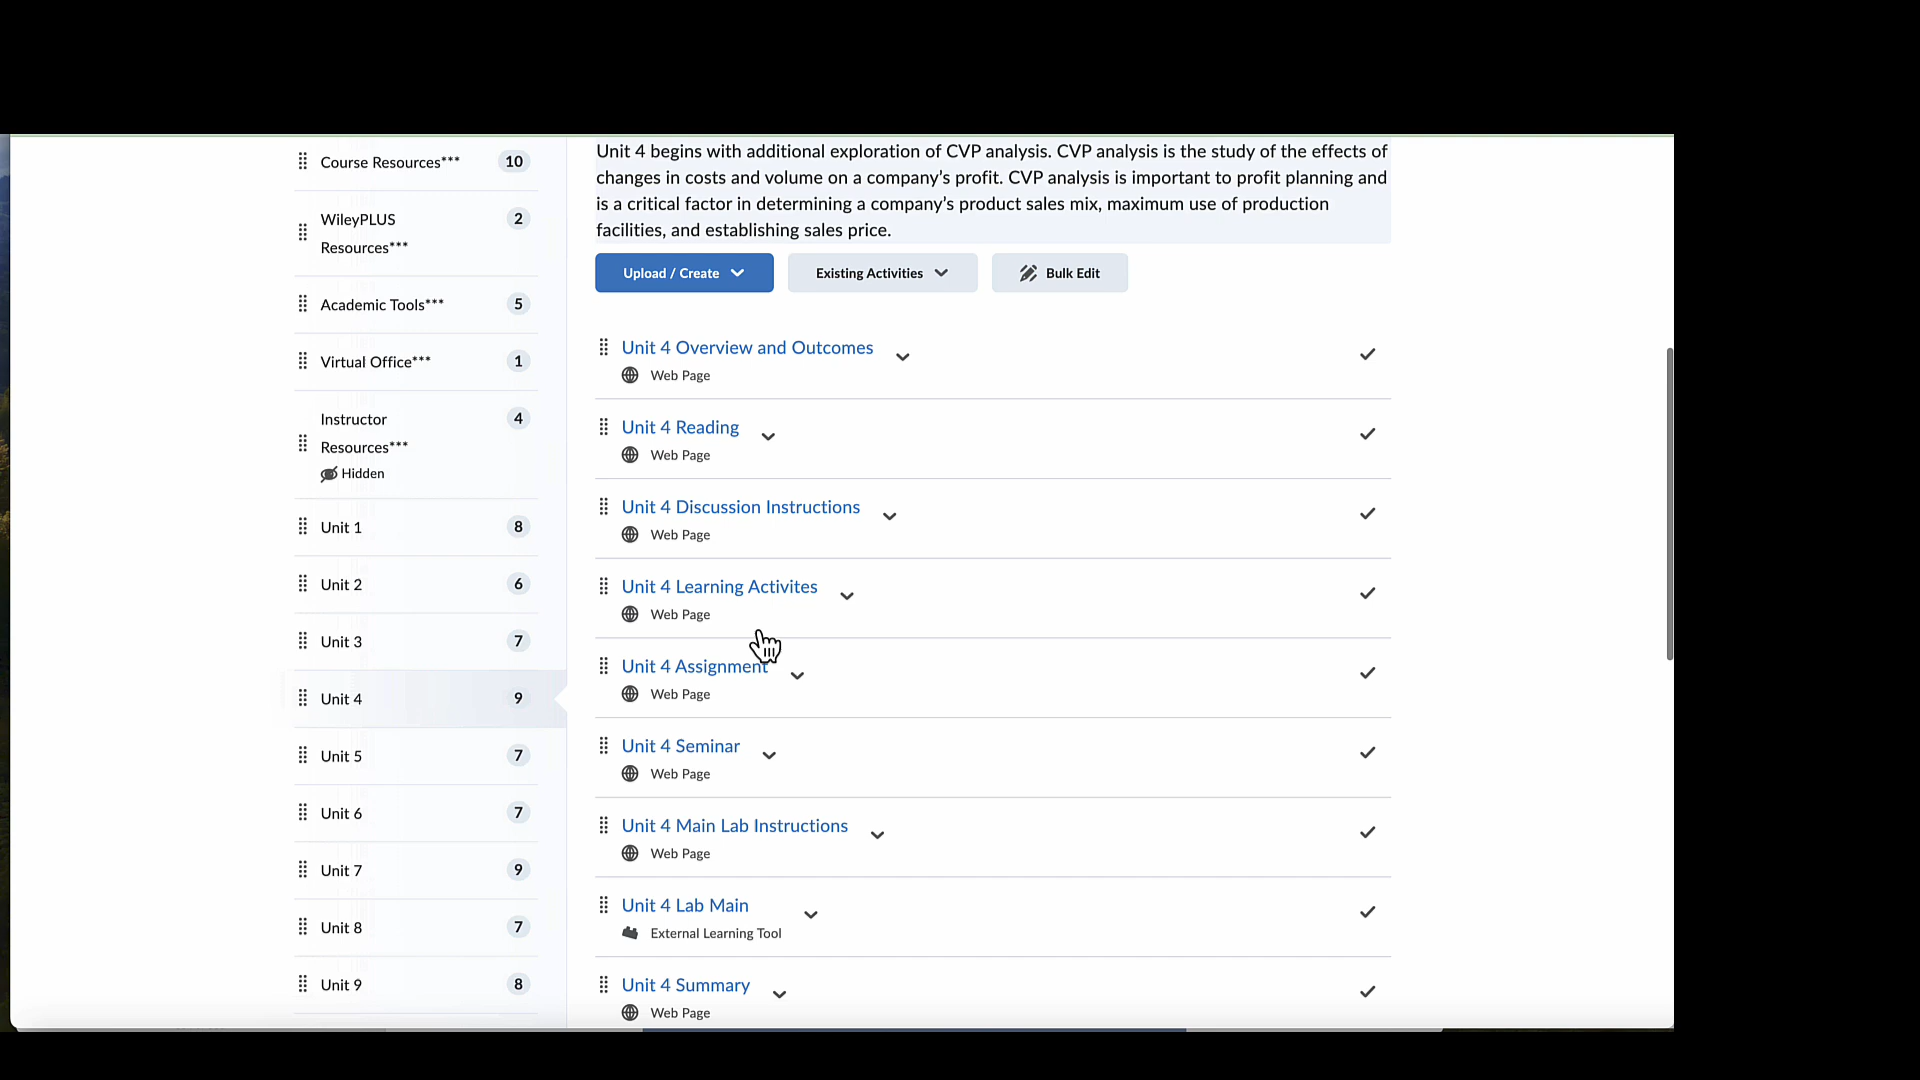 Course Resources*** 10
WileyPLUS 2
Resources***
Academic Tools*** 5
Virtual Office*** 1
Instructor 4
Resources***
Hidden
Unit 1 8
Unit 2 6
Unit 3 7
Unit 4 9
Unit 5 7
Unit 6 7
Unit 7 9
Unit 8 7
Unit 9 8
Unit 4 begins with additional exploration of CVP analysis. CVP analysis is the study of the effects of
changes in costs and volume on a company's profit. CVP analysis is important to profit planning and
is a critical factor in determining a company's product sales mix, maximum use of production
facilities, and establishing sales price.
Upload / Create Existing Activities Bulk Edit
Unit 4 Overview and Outcomes
Web Page
Unit 4 Reading
Web Page
Unit 4 Discussion Instructions
Web Page
Unit 4 Learning Activites
Web Page
Unit 4 Assignment
Web Page
Unit 4 Seminar
Web Page
Unit 4 Main Lab Instructions
Web Page
Unit 4 Lab Main
External Learning Tool
Unit 4 Summary
Web Page